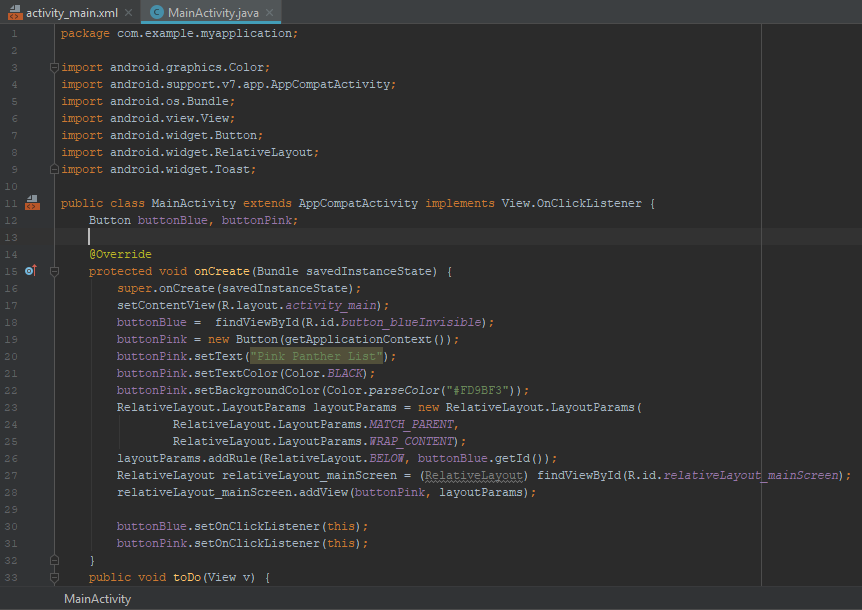 activity_main.xml MainActivity.java
1 package com.example.myapplication;
2
3 import android.graphics.Color;
4 import android.support.v7.app.AppCompatActivity;
5 import android.os.Bundle;
6 import android.view.View;
7 import android.widget.Button;
8 import android.widget.RelativeLayout;
9 import android.widget.Toast;
10
11 public class MainActivity extends AppCompatActivity implements View.OnClickListener {
12 Button buttonBlue, buttonPink;
13
14 @Override
15 protected void onCreate(Bundle savedInstanceState) {
16 super.onCreate(savedInstanceState);
17 setContentView(R.layout.activity_main);
18 buttonBlue =  findViewById(R.id.button_blueInvisible);
19 buttonPink = new Button(getApplicationContext());
20 buttonPink.setText("Pink Panther List");
21 buttonPink.setTextColor(Color.BLACK);
22 buttonPink.setBackgroundColor(Color.parseColor("#FD9BF3"));
23 RelativeLayout.LayoutParams layoutParams = new RelativeLayout.LayoutParams(
24 RelativeLayout.LayoutParams.MATCH_PARENT,
25 RelativeLayout.LayoutParams.WRAP_CONTENT);
26 layoutParams.addRule(RelativeLayout.BELOW, buttonBlue.getId());
27 RelativeLayout relativeLayout_mainScreen = (RelativeLayout) findViewById(R.id.relativeLayout_mainScreen);
28 relativeLayout_mainScreen.addView(buttonPink, layoutParams);
29
30 buttonBlue.setOnClickListener(this);
31 buttonPink.setOnClickListener(this);
32 }
33 public void toDo(View v) {
MainActivity